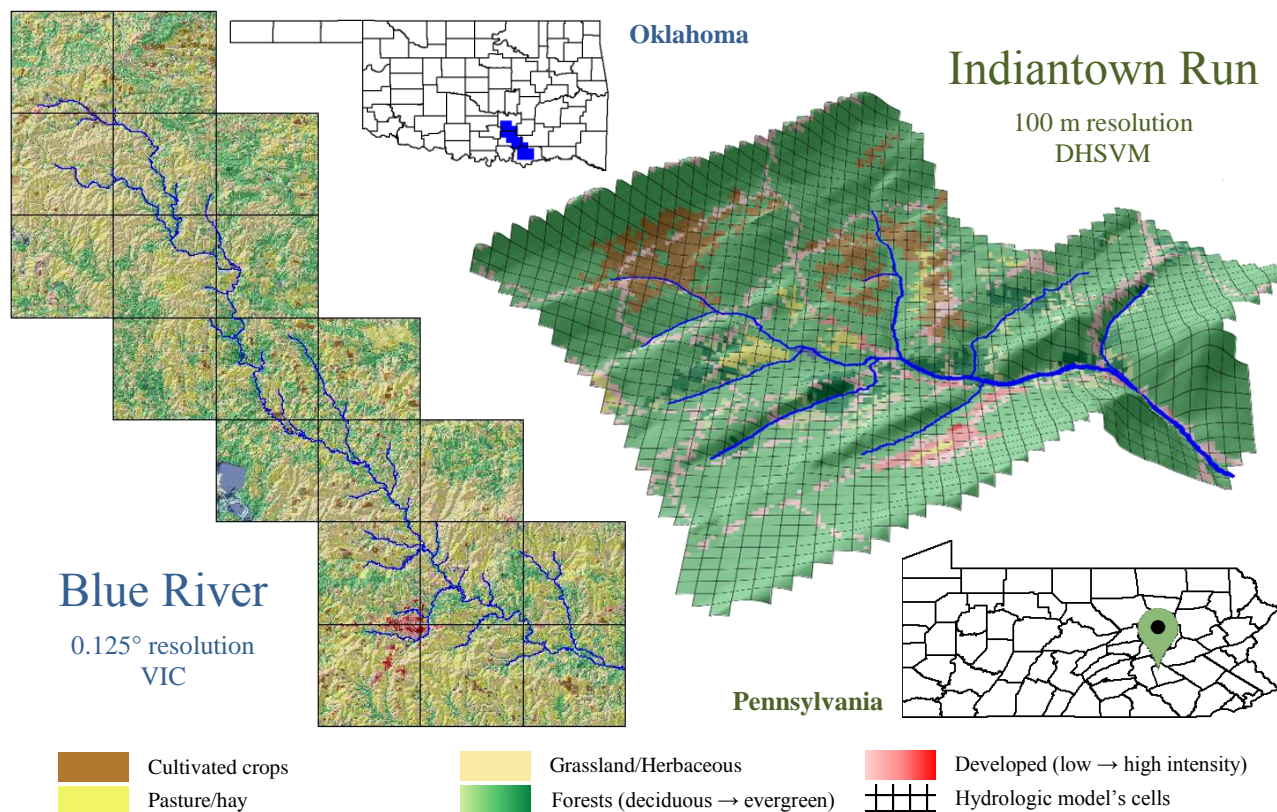 Oklahoma
Indiantown Run
100 m resolution
DHSVM
Blue River
0.125° resolution
VIC
Pennsylvania
Cultivated crops
Grassland/Herbaceous
Developed (low → high intensity)
Pasture/hay
Forests (deciduous → evergreen)
Hydrologic model's cells